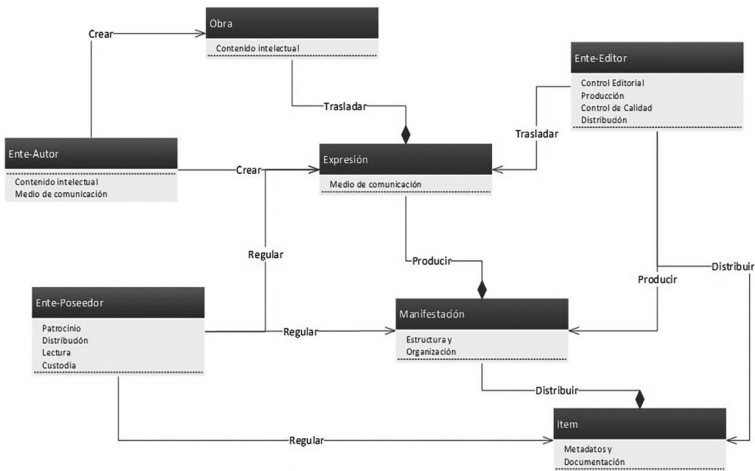 Obra
Contenido intelectual
Crear
Ente-Editor
Control Editorial
Producción
Control de Calidad
Distribución
Trasladar
Trasladar
Ente-Autor
Contenido intelectual
Medio de comunicación
Crear
Expresión
Medio de comunicación
Regular
Producir
Distribuir
Producir
Ente-Poseedor
Patrocinio
Distribución
Lectura
Custodia
Regular
Manifestación
Estructura y
Organización
Distribuir
Regular
Item
Metadatos y
Documentación